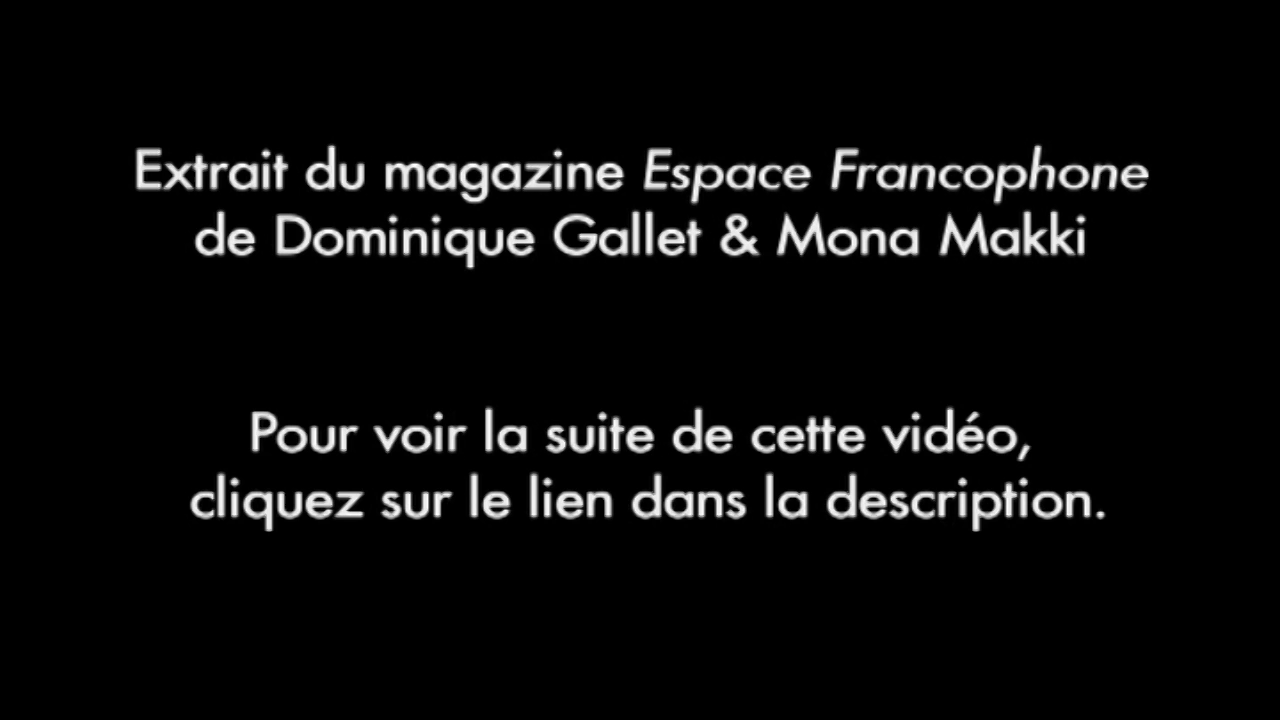 Extrait du magazine Espace Francophone
de Dominique Gallet & Mona Makki
Pour voir la suite de cette vidéo,
cliquez sur le lien dans la description.